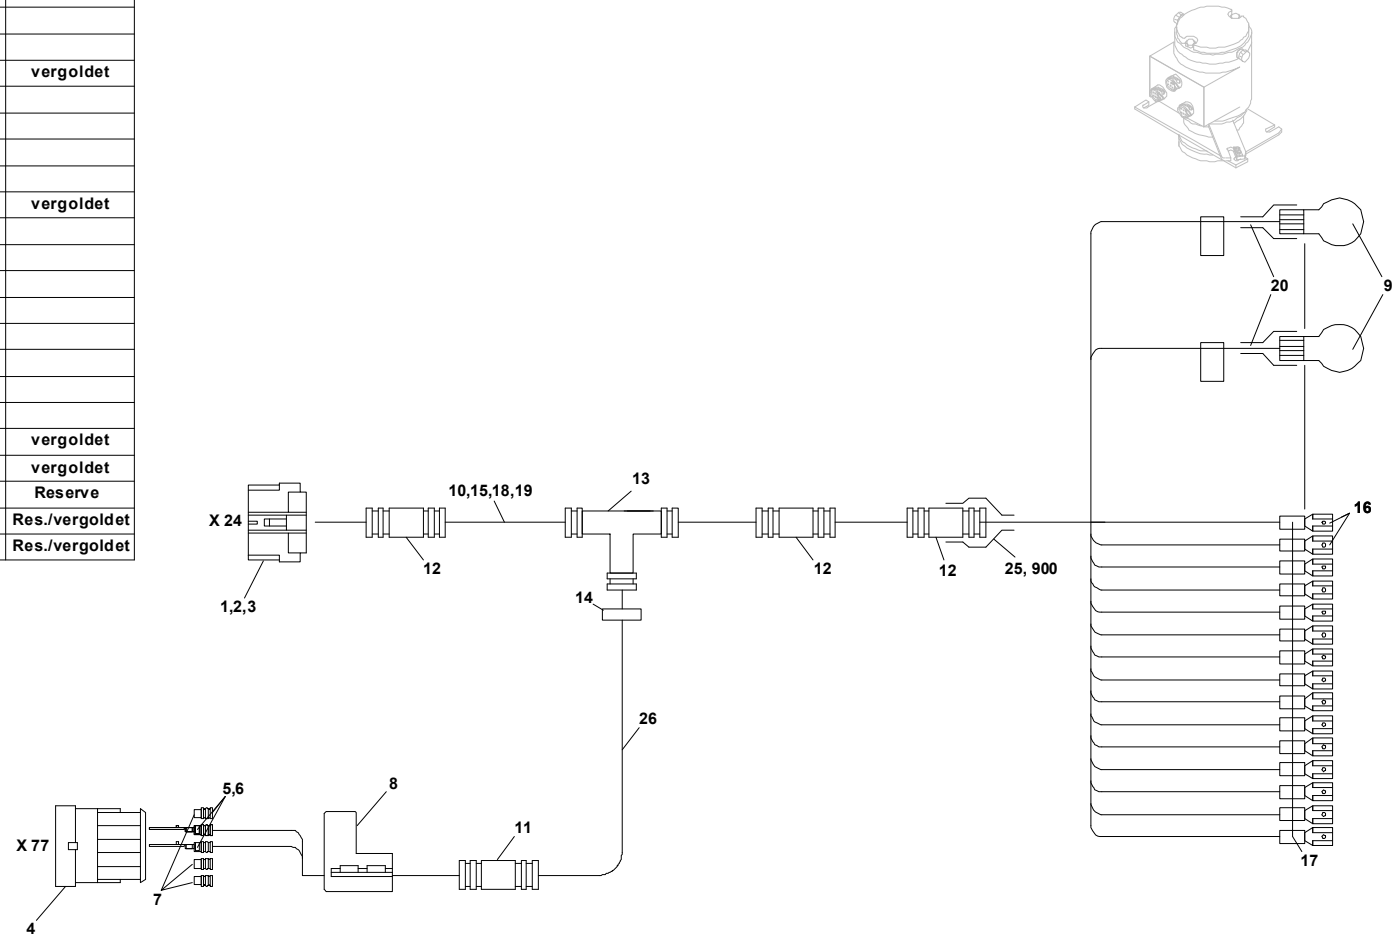 vergoldet
vergoldet
vergoldet
vergoldet
Reserve
Res./vergoldet
Res./vergoldet
20
9
13
10,15,18,19
X 24
16
12
12
12
25, 900
14
1,2,3
26
5,6
8
11
X 77
17
7
4